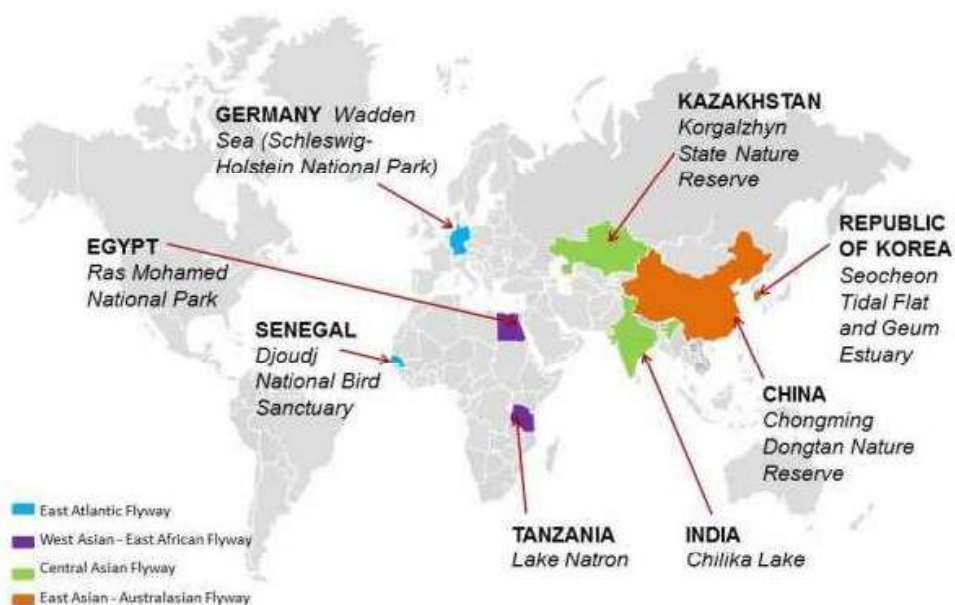 GERMANY Wadden
Sea (Schleswig-
Holstein National Park)
KAZAKHSTAN
Korgalzhyn
State Nature
Reserve
EGYPT
Ras Mohamed
National Park
REPUBLIC
OF KOREA
Seocheon
Tidal Flat
and Geum
Estuary
SENEGAL
Djoudj
National Bird
Sanctuary
CHINA
Chongming
Dongtan Nature
Reserve
TANZANIA
Lake Natron
INDIA
Chilika Lake
East Atlantic Flyway
West Asian - East African Flyway
Central Asian Flyway
East Asian - Australasian Flyway